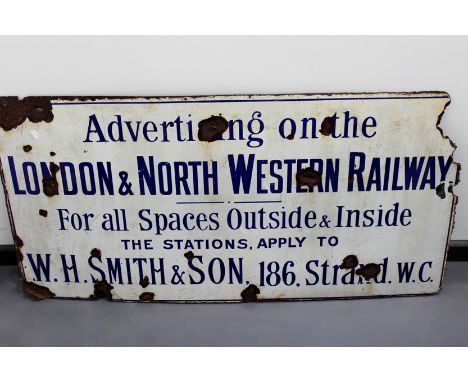 Advertising on the
LONDON & NORTH WESTERN RAILWAY
For all Spaces Outside & Inside
THE STATIONS, APPLY TO
W. H. SMITH & SON, 186, Strand, W.C.